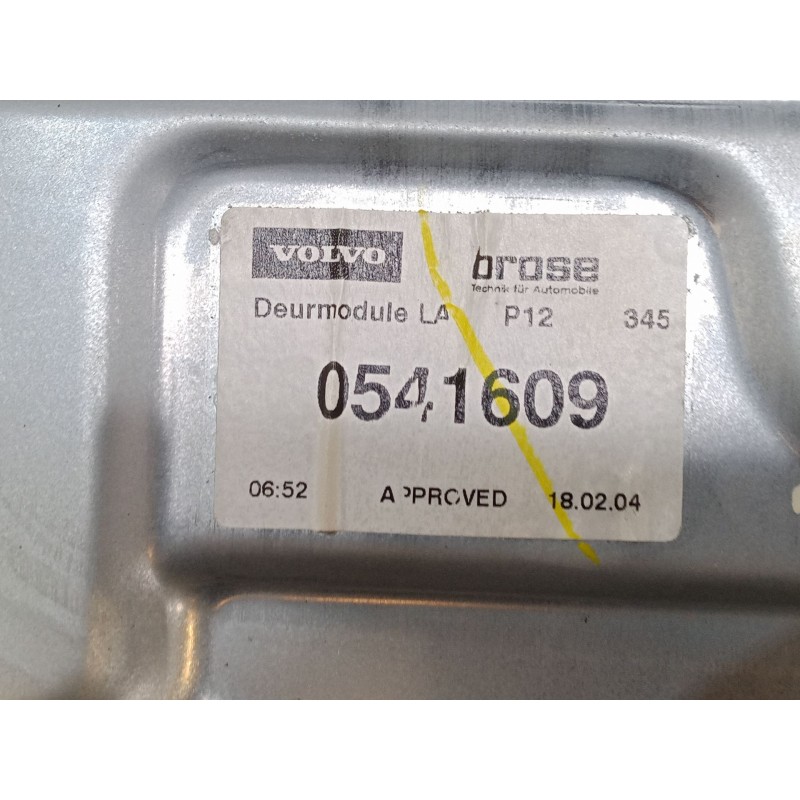 VOLVO brose
Technik für Automobile
Deurmodule LA P12 345
0541609
06:52 APPROVED 18.02.04